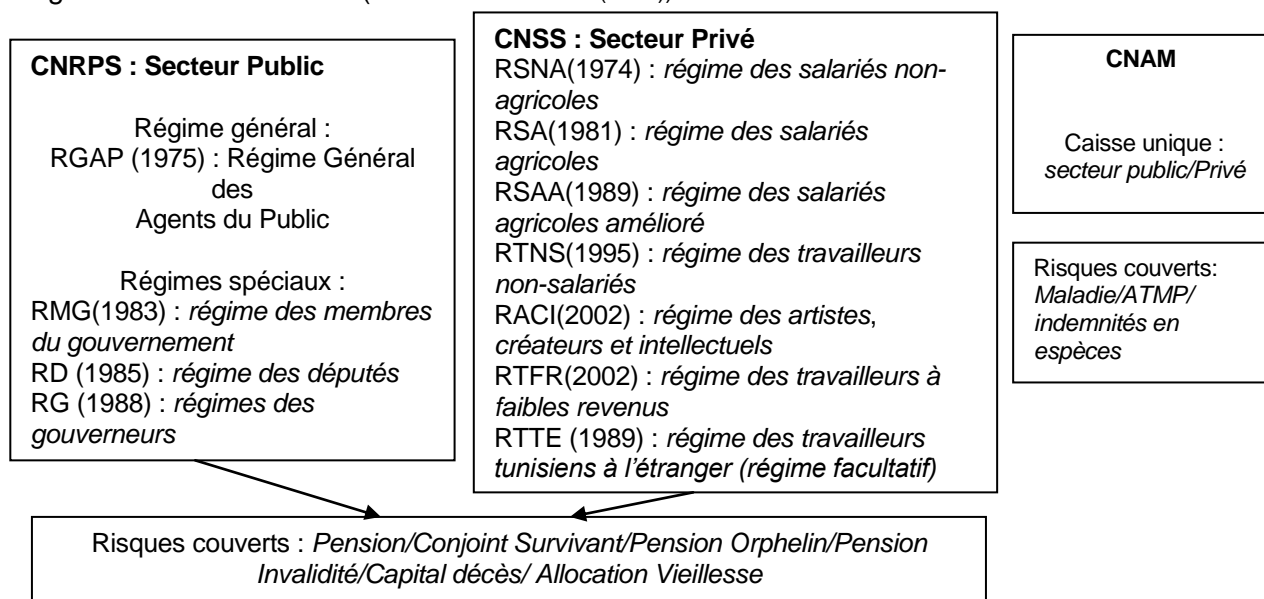 CNRPS : Secteur Public
Régime général :
RGAP (1975) : Régime Général
des
Agents du Public
Régimes spéciaux :
RMG(1983) : régime des membres
du gouvernement
RD (1985) : régime des députés
RG (1988) : régimes des
gouverneurs
CNSS : Secteur Privé
RSNA(1974) : régime des salariés non-
agricoles
RSA(1981) : régime des salariés
agricoles
RSAA(1989) : régime des salariés
agricoles amélioré
RTNS(1995) : régime des travailleurs
non-salariés
RACI(2002) : régime des artistes,
créateurs et intellectuels
RTFR(2002) : régime des travailleurs à
faibles revenus
RTTE (1989) : régime des travailleurs
tunisiens à l’étranger (régime facultatif)
CNAM
Caisse unique :
secteur public/Privé
Risques couverts:
Maladie/ATMP/
indemnités en
espèces
Risques couverts : Pension/Conjoint Survivant/Pension Orphelin/Pension
Invalidité/Capital décès/ Allocation Vieillesse